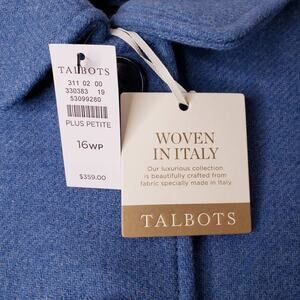 TALBOTS
311 02 00
330383 19
53099280
PLUS PETITE
16WP
$359.00
WOVEN
IN ITALY
Our luxurious collection
is beautifully crafted from
fabric specially made in Italy
TALBOTS